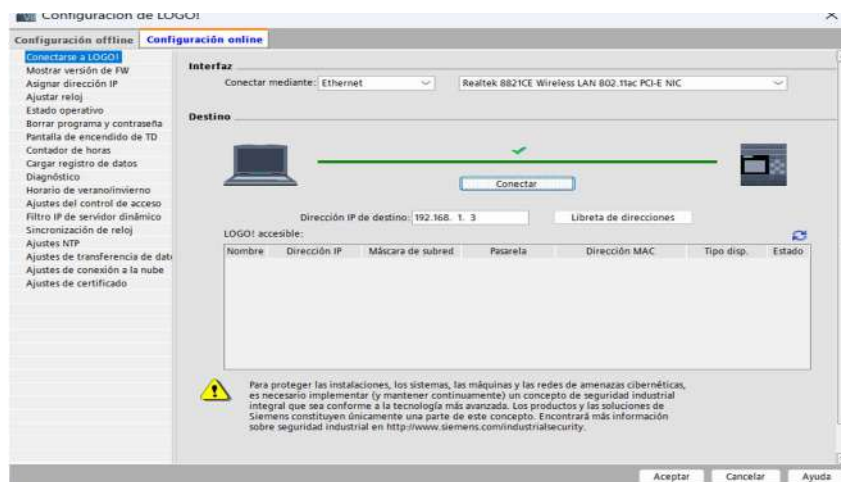 Configuración de LOGO!
Configuración offline Configuración online
Conectarse a LOGO!
Mostrar versión de FW
Asignar dirección IP
Ajustar reloj
Estado operativo
Borrar programa y contraseña
Pantalla de encendido de TD
Contador de horas
Cargar registro de datos
Diagnóstico
Horario de verano/invierno
Ajustes del control de acceso
Filtro IP de servidor dinámico
Sincronización de reloj
Ajustes NTP
Ajustes de transferencia de dat
Ajustes de conexión a la nube
Ajustes de certificado
Interfaz
Conectar mediante: Ethernet Realtek 8821CE Wireless LAN 802.11ac PCI-E NIC
Destino
Conectar
Dirección IP de destino: 192.168. 1. 3 Libreta de direcciones
LOGO! accesible:
Nombre Dirección IP Máscara de subred Pasarela Dirección MAC Tipo disp. Estado
Para proteger las instalaciones, los sistemas, las máquinas y las redes de amenazas cibernéticas,
es necesario implementar (y mantener continuamente) un concepto de seguridad industrial
integral que sea conforme a la tecnología más avanzada. Los productos y las soluciones de
Siemens constituyen únicamente una parte de este concepto. Encontrará más información
sobre seguridad industrial en http://www.siemens.com/industrialsecurity.
Aceptar Cancelar Ayuda